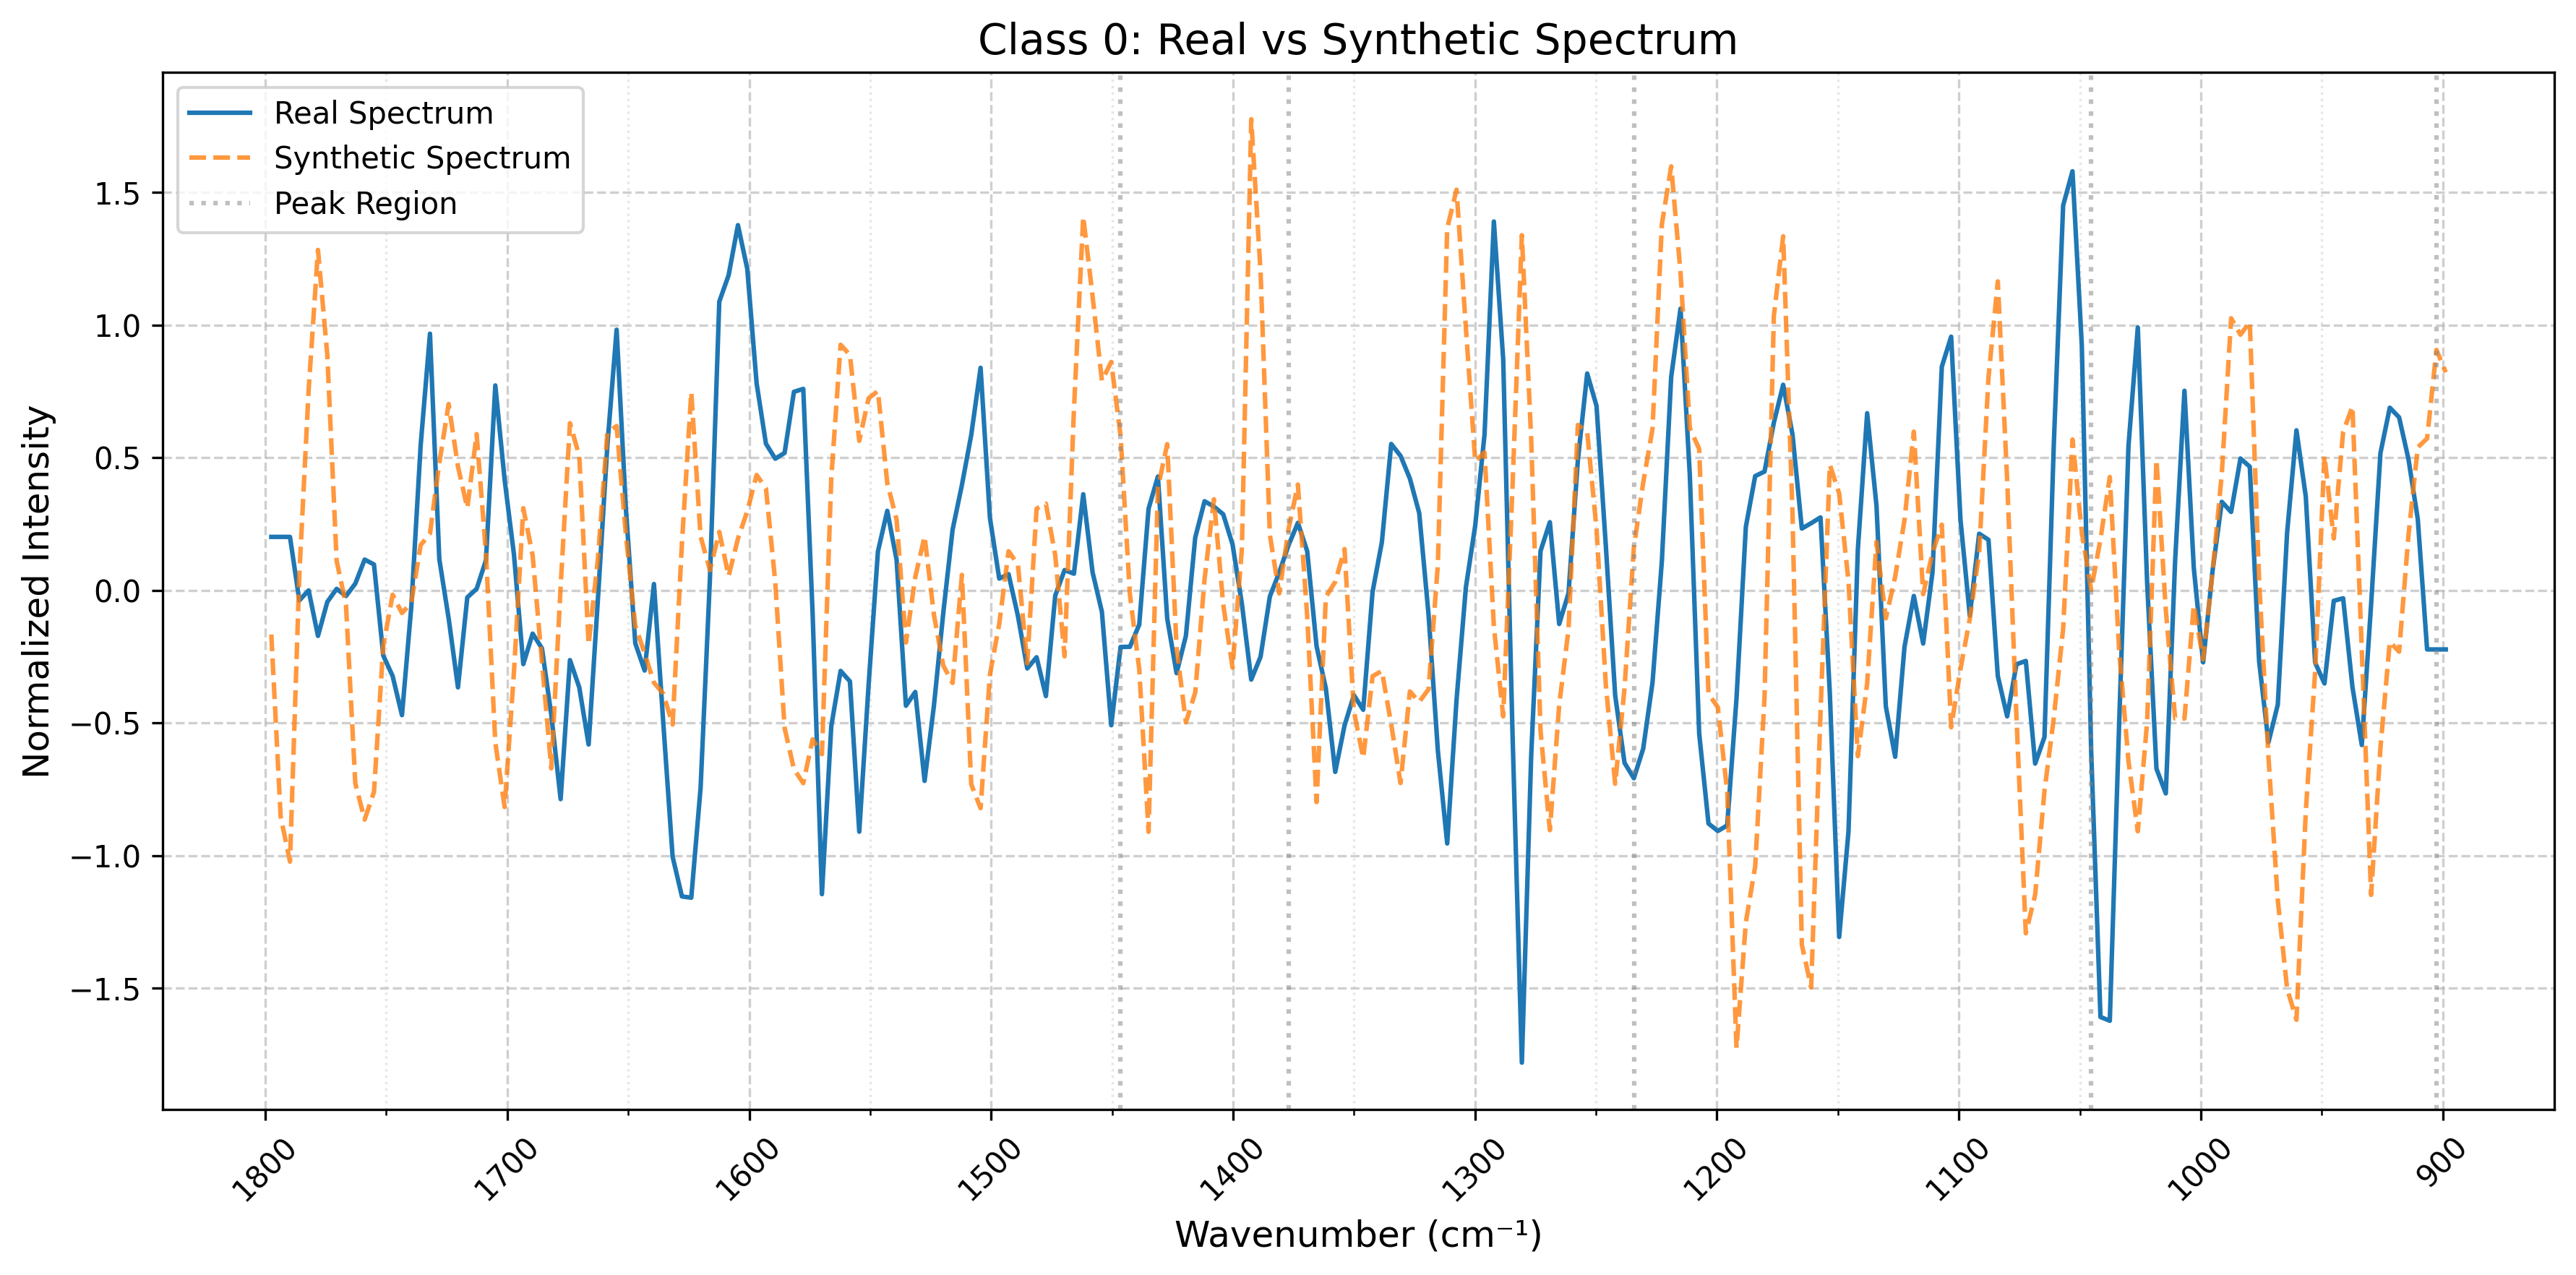 Class 0: Real vs Synthetic Spectrum
Real Spectrum
Synthetic Spectrum
Peak Region
Normalized Intensity
1.5
1.0
0.5
0.0
−0.5
−1.0
−1.5
1800 1700 1600 1500 1400 1300 1200 1100 1000 900
Wavenumber (cm⁻¹)